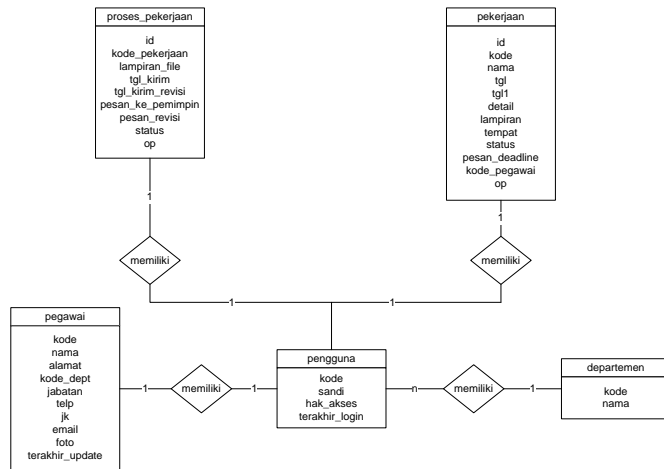 proses_pekerjaan
id
kode_pekerjaan
lampiran_file
tgl_kirim
tgl_kirim_revisi
pesan_ke_pemimpin
pesan_revisi
status
op
pekerjaan
id
kode
nama
tgl
tgl1
detail
lampiran
tempat
status
pesan_deadline
kode_pegawai
op
1
1
memiliki
memiliki
1
1
pegawai
kode
nama
alamat
kode_dept
jabatan
telp
jk
email
foto
terakhir_update
1
memiliki
1
pengguna
kode
sandi
hak_akses
terakhir_login
n
memiliki
1
departemen
kode
nama